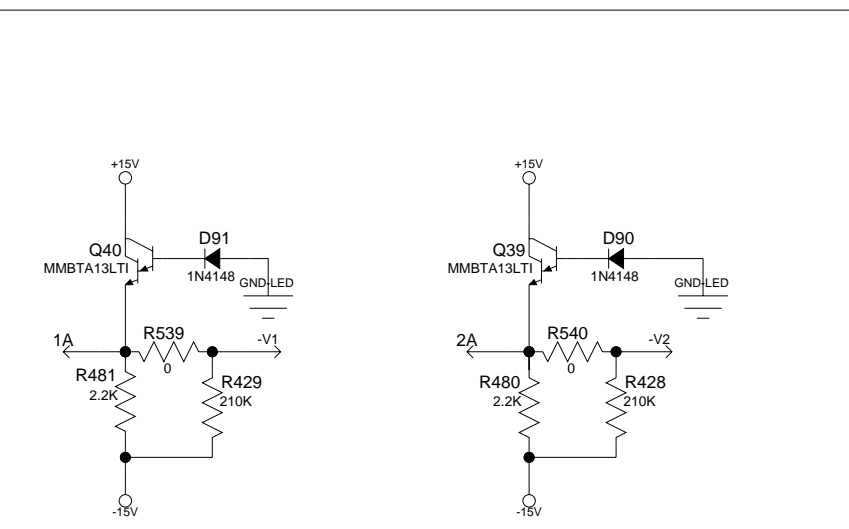 +15V
Q40
MMBTA13LTI
D91
1N4148
GND-LED
1A
R539
0
-V1
R481
2.2K
R429
210K
-15V
+15V
Q39
MMBTA13LTI
D90
1N4148
GND-LED
2A
R540
0
-V2
R480
2.2K
R428
210K
-15V